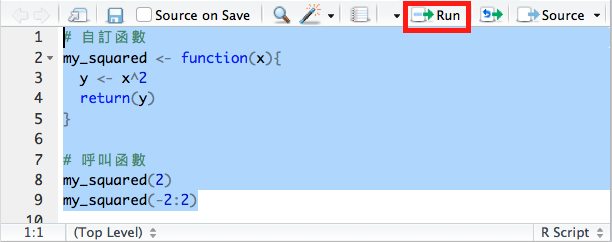 Source on Save Run Source
1 # 自訂函數
2 my_squared <- function(x){
3 y <- x^2
4 return(y)
5 }
6
7 # 呼叫函數
8 my_squared(2)
9 my_squared(-2:2)
10
1:1 (Top Level) R Script